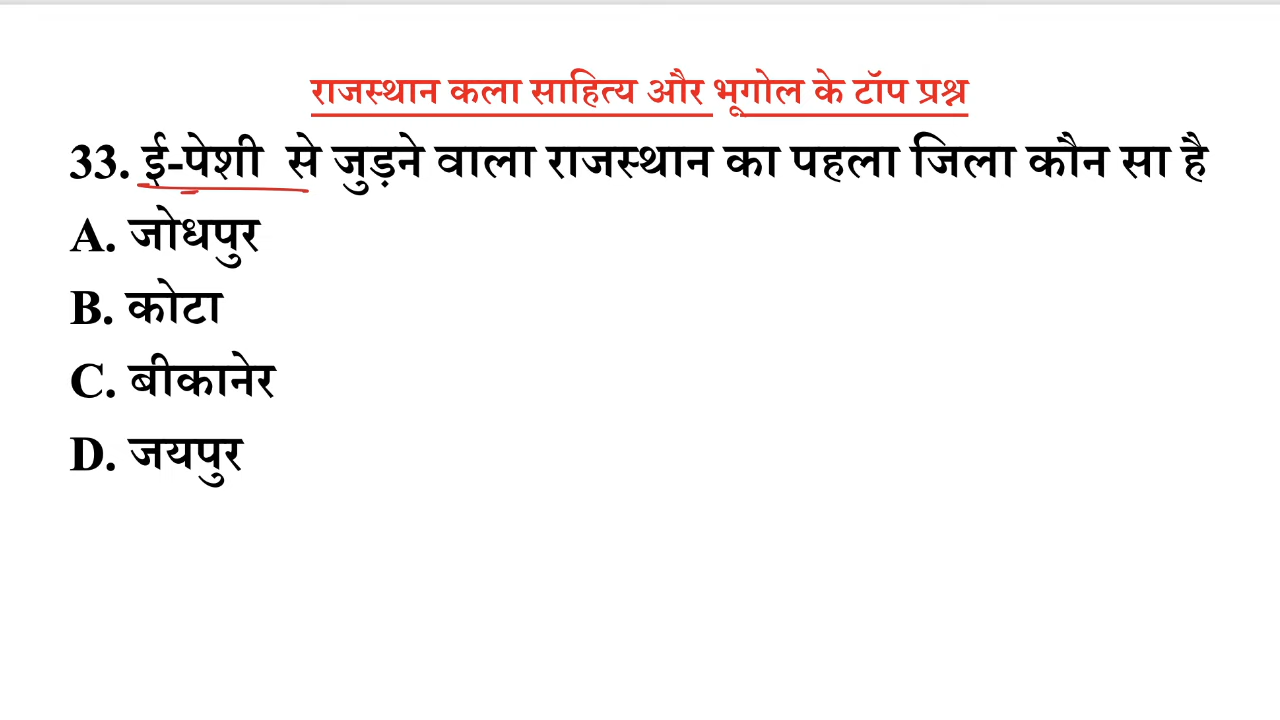 राजस्थान कला साहित्य और भूगोल के टॉप प्रश्न
33. ई-पेशी से जुड़ने वाला राजस्थान का पहला जिला कौन सा है
A. जोधपुर
B. कोटा
C. बीकानेर
D. जयपुर